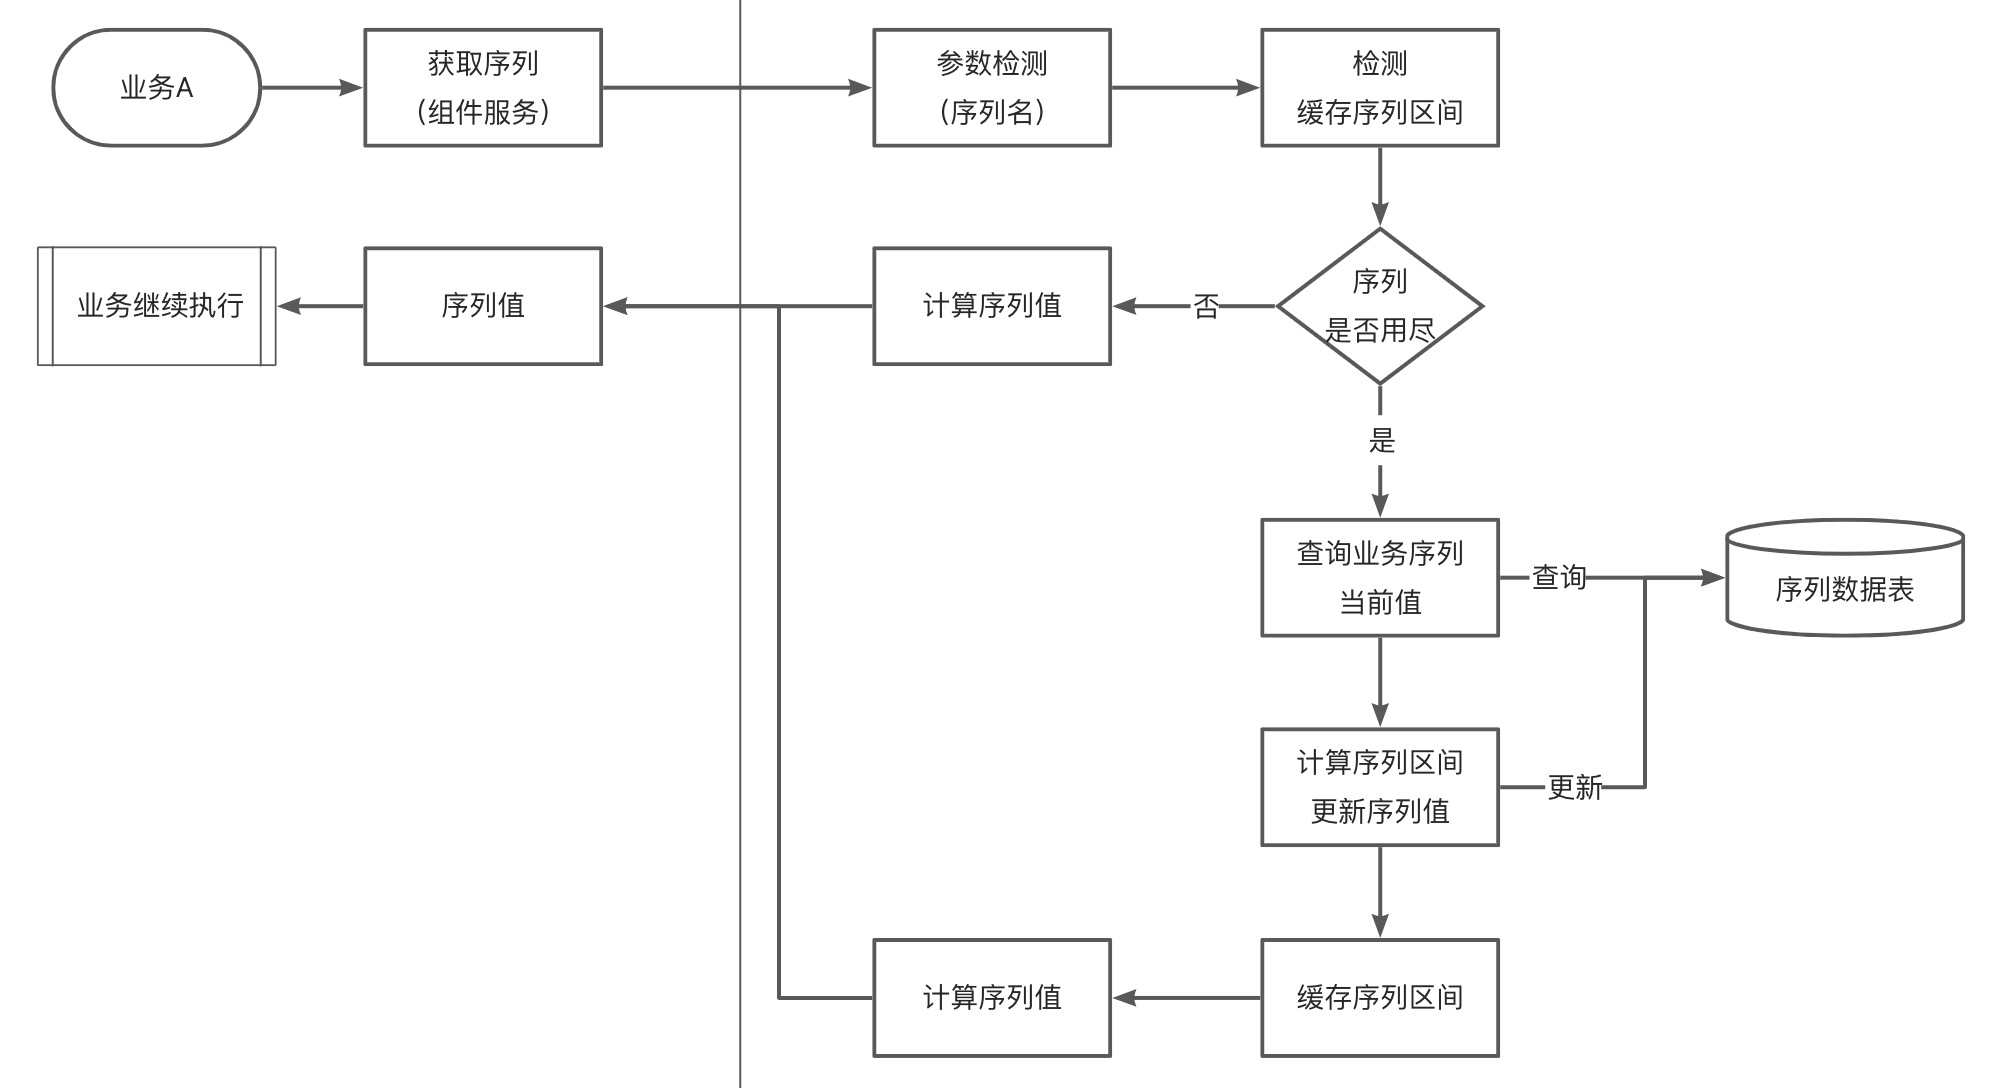 业务A
获取序列
(组件服务)
参数检测
(序列名)
检测
缓存序列区间
业务继续执行
序列值
计算序列值
否
序列
是否用尽
是
查询业务序列
当前值
查询
序列数据表
计算序列区间
更新序列值
更新
计算序列值
缓存序列区间